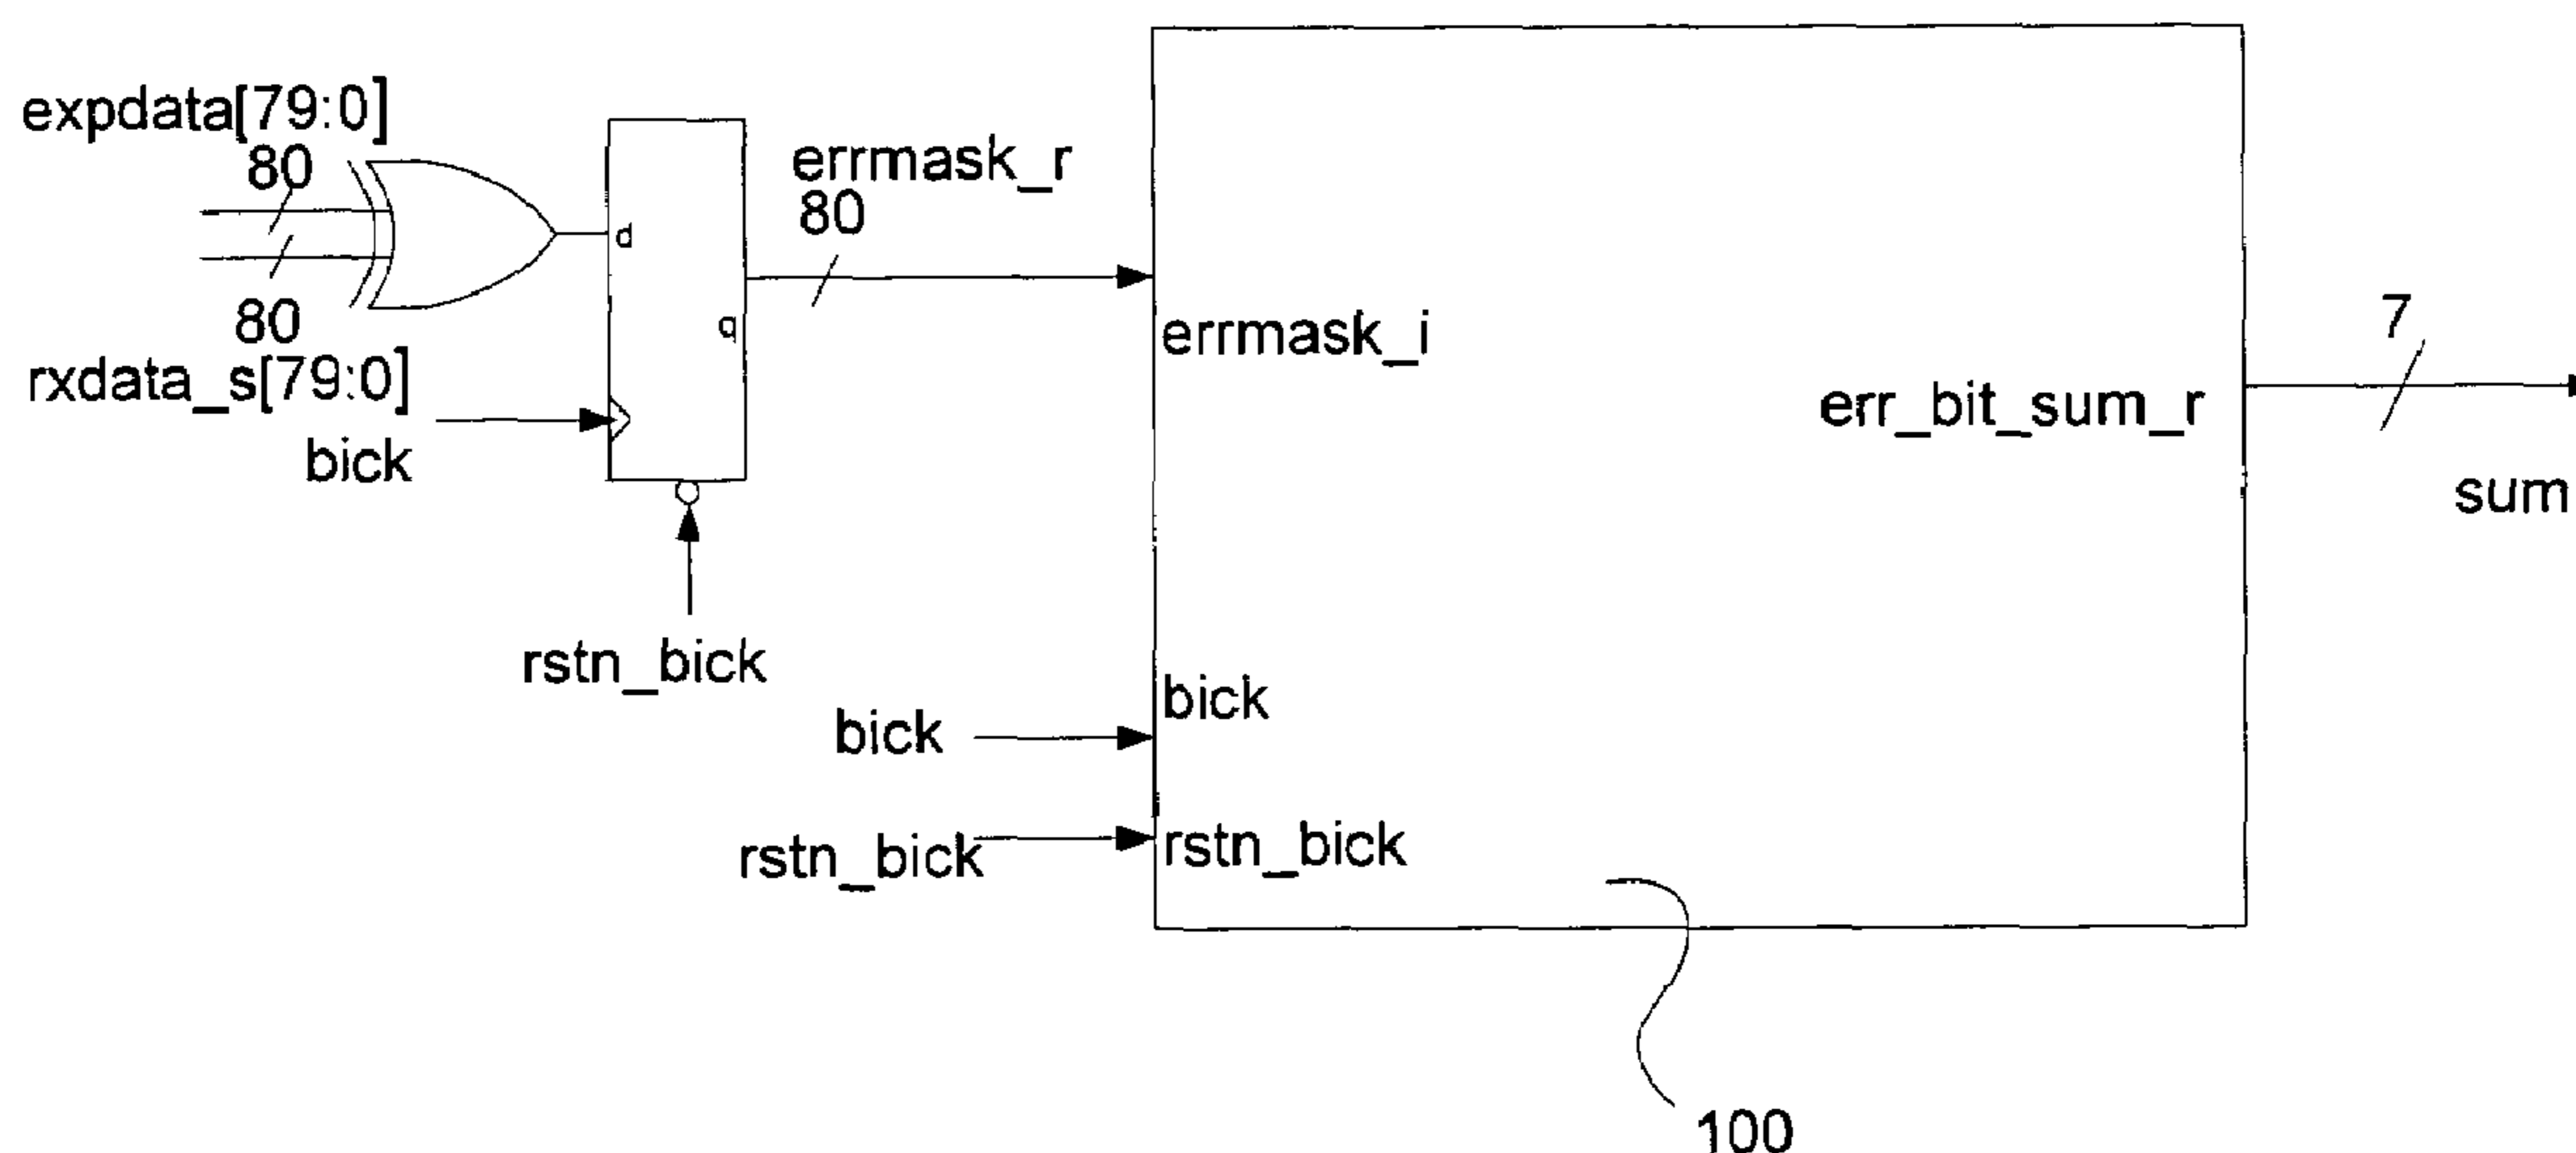 expdata[79:0]
80
80
rxdata_s[79:0]
bick
d
q
rstn_bick
errmask_r
80
errmask_i
err_bit_sum_r
7
sum
bick
bick
rstn_bick
rstn_bick
100